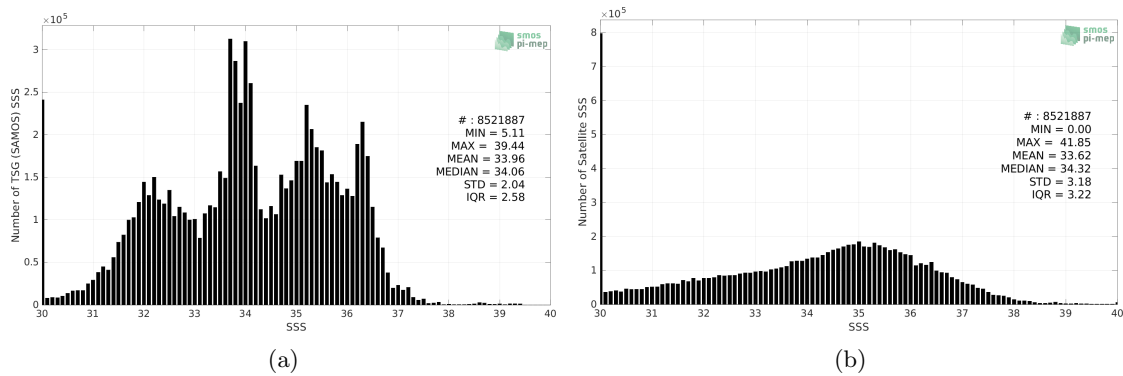 ×10⁵
3
2.5
2
1.5
1
0.5
0
Number of TSG (SAMOS) SSS
30 31 32 33 34 35 36 37 38 39 40
SSS
smos
pi-mep
# : 8521887
MIN = 5.11
MAX = 39.44
MEAN = 33.96
MEDIAN = 34.06
STD = 2.04
IQR = 2.58
(a)
×10⁵
8
7
6
5
4
3
2
1
0
Number of Satellite SSS
30 31 32 33 34 35 36 37 38 39 40
SSS
smos
pi-mep
# : 8521887
MIN = 0.00
MAX = 41.85
MEAN = 33.62
MEDIAN = 34.32
STD = 3.18
IQR = 3.22
(b)